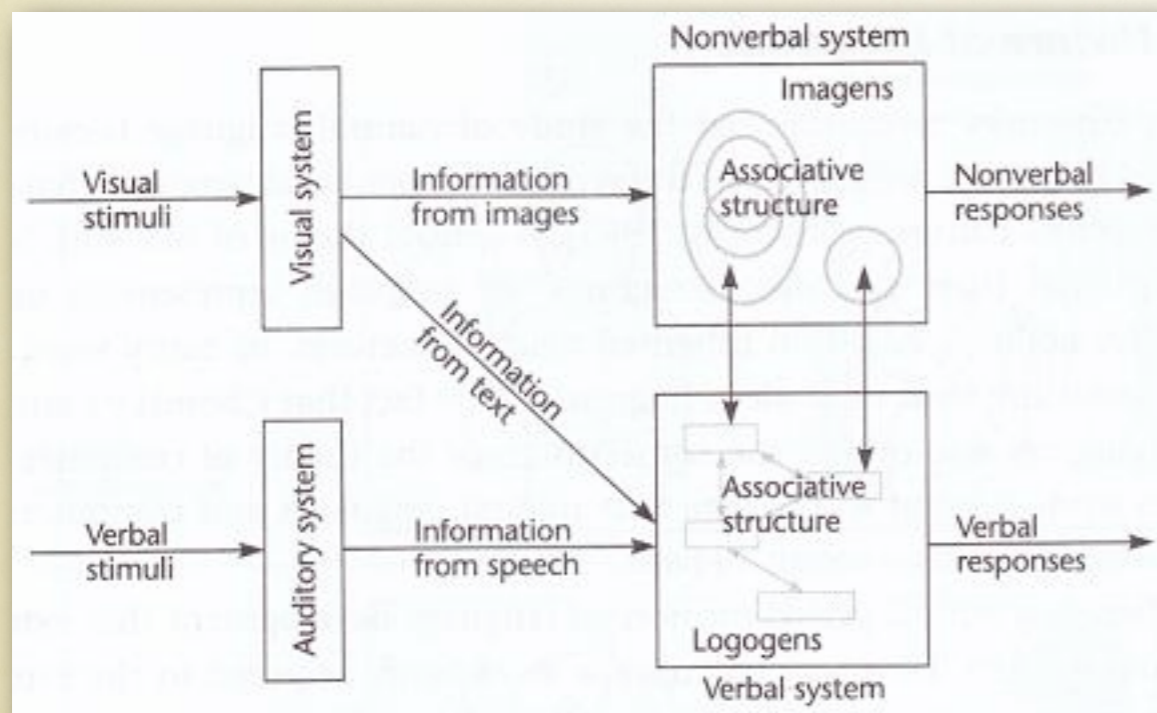 Nonverbal system
Imagens
Visual
stimuli
Visual system
Information
from images
Associative
structure
Nonverbal
responses
Information
from text
Verbal
stimuli
Auditory system
Information
from speech
Associative
structure
Verbal
responses
Logogens
Verbal system